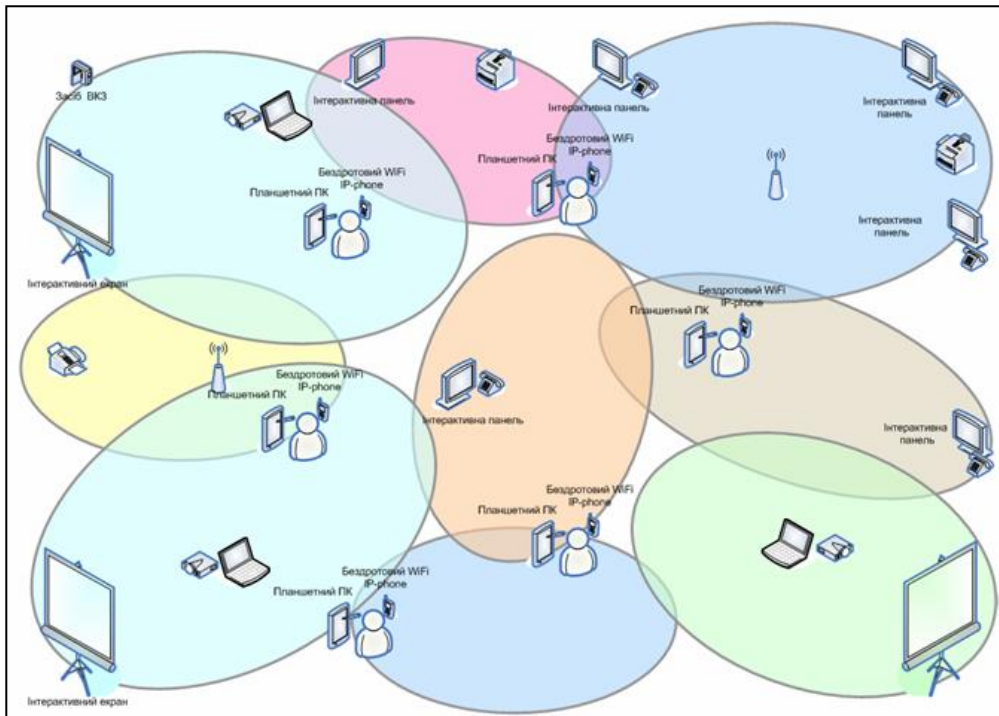 Засіб ВКЗ
Інтерактивна панель
Інтерактивна панель
Інтерактивна
панель
Бездротовий WiFi
IP-phone
Планшетний ПК
Бездротовий WiFi
IP-phone
Планшетний ПК
Інтерактивна
панель
Інтерактивний екран
Бездротовий WiFi
IP-phone
Планшетний ПК
Бездротовий WiFi
IP-phone
Планшетний ПК
Інтерактивна панель
Інтерактивна
панель
Бездротовий WiFi
IP-phone
Планшетний ПК
Бездротовий WiFi
IP-phone
Планшетний ПК
Інтерактивний екран